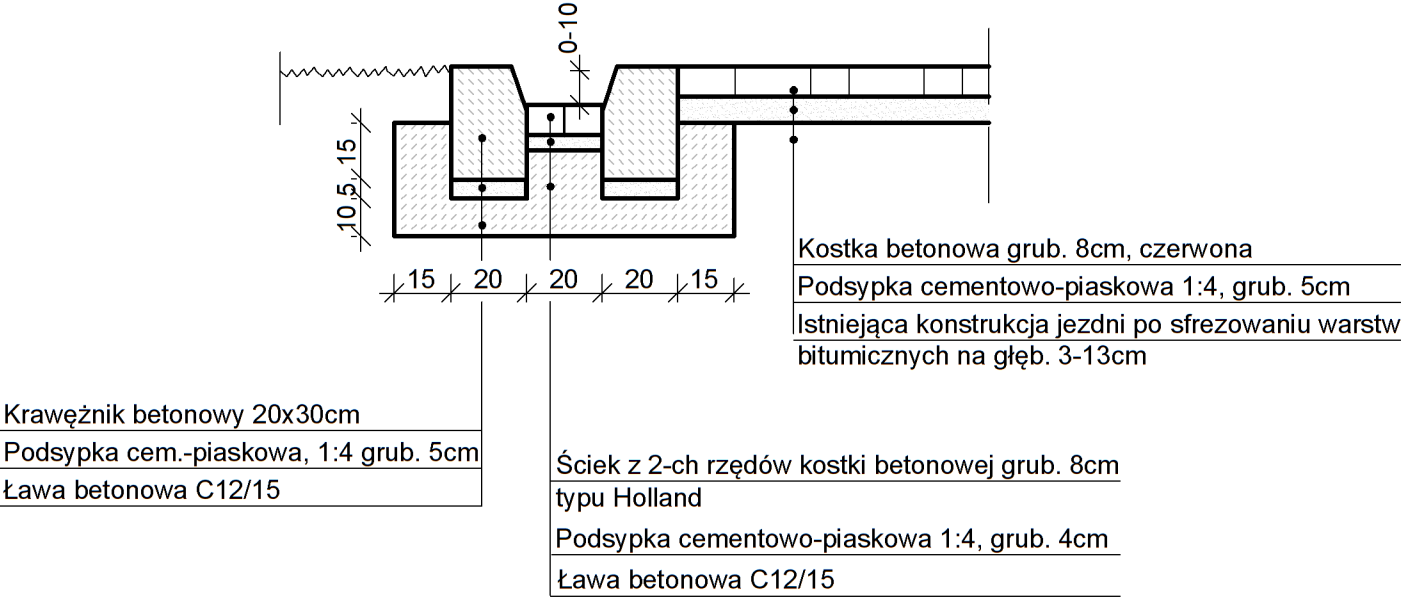 0-10
15
5
10
15 20 20 20 15
Kostka betonowa grub. 8cm, czerwona
Podsypka cementowo-piaskowa 1:4, grub. 5cm
Istniejąca konstrukcja jezdni po sfrezowaniu warstw
bitumicznych na głęb. 3-13cm
Krawężnik betonowy 20x30cm
Podsypka cem.-piaskowa, 1:4 grub. 5cm
Ława betonowa C12/15
Ściek z 2-ch rzędów kostki betonowej grub. 8cm
typu Holland
Podsypka cementowo-piaskowa 1:4, grub. 4cm
Ława betonowa C12/15